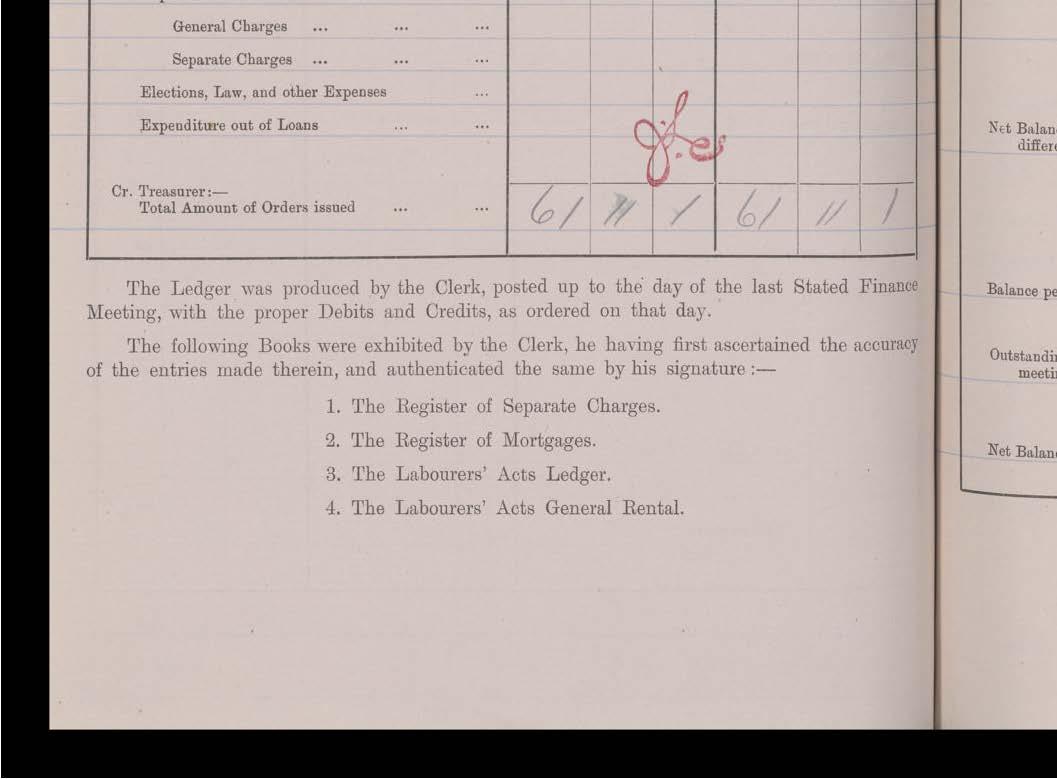 General Charges ... ... ...
Separate Charges ... ... ...
Elections, Law, and other Expenses ...
Expenditure out of Loans ... ...
Cr. Treasurer:—
Total Amount of Orders issued ... ... 61 11 1 61 11 1
The Ledger was produced by the Clerk, posted up to the day of the last Stated Finance
Meeting, with the proper Debits and Credits, as ordered on that day.
The following Books were exhibited by the Clerk, he having first ascertained the accuracy
of the entries made therein, and authenticated the same by his signature :—
1. The Register of Separate Charges.
2. The Register of Mortgages.
3. The Labourers' Acts Ledger.
4. The Labourers' Acts General Rental.
Net Balan
differe
Balance pe
Outstandin
meetin
Net Balan